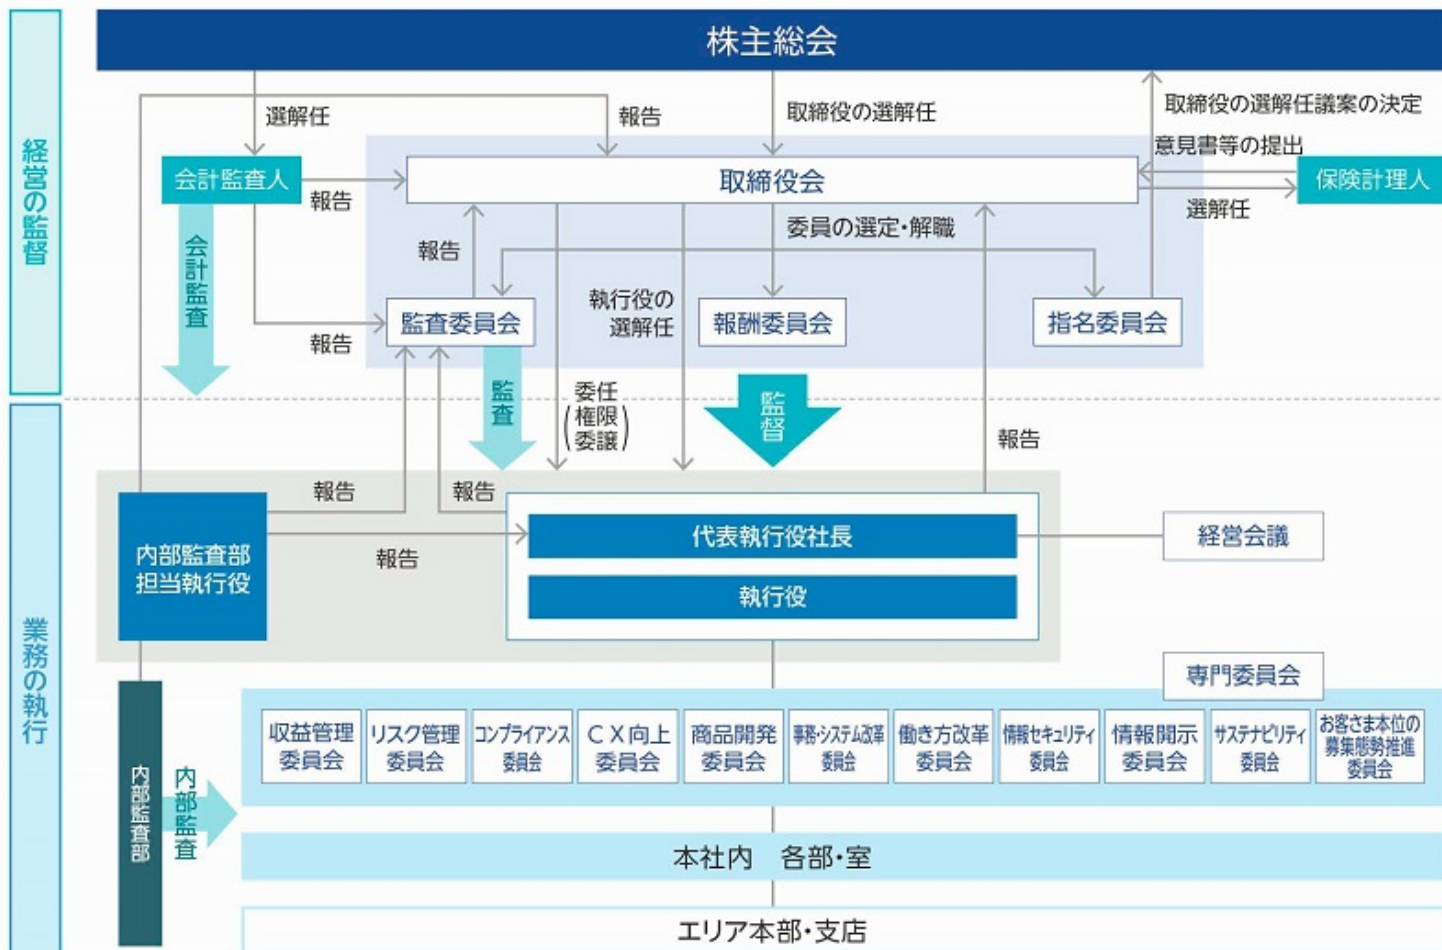 株主総会
経営の監督
選解任
報告
取締役の選解任
取締役の選解任議案の決定
意見書等の提出
会計監査人
報告
取締役会
保険計理人
選解任
会計監査
報告
委員の選定・解職
執行役の
選解任
監査委員会
報酬委員会
指名委員会
報告
監査
委任
(権限
委譲)
監督
報告
業務の執行
報告
報告
内部監査部
担当執行役
報告
代表執行役社長
経営会議
執行役
専門委員会
収益管理
委員会
リスク管理
委員会
コンプライアンス
委員会
ＣＸ向上
委員会
商品開発
委員会
事務・システム改革
委員会
働き方改革
委員会
情報セキュリティ
委員会
情報開示
委員会
サステナビリティ
委員会
お客さま本位の
募集態勢推進
委員会
内部監査部
内部監査
本社内　各部・室
エリア本部・支店